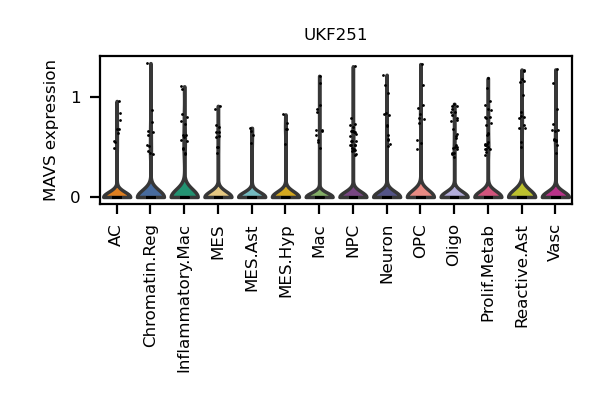 UKF251
MAVS expression
1
0
AC
Chromatin.Reg
Inflammatory.Mac
MES
MES.Ast
MES.Hyp
Mac
NPC
Neuron
OPC
Oligo
Prolif.Metab
Reactive.Ast
Vasc